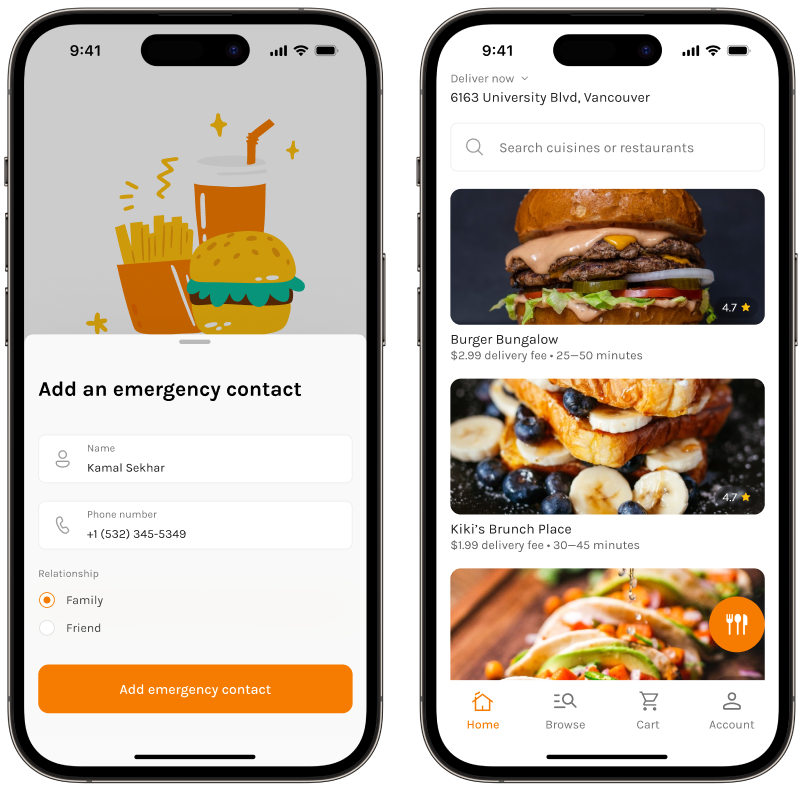 9:41
Add an emergency contact
Name
Kamal Sekhar
Phone number
+1 (532) 345-5349
Relationship
Family
Friend
Add emergency contact
9:41
Deliver now
6163 University Blvd, Vancouver
Search cuisines or restaurants
4.7
Burger Bungalow
$2.99 delivery fee • 25—50 minutes
4.7
Kiki’s Brunch Place
$1.99 delivery fee • 30—45 minutes
Home Browse Cart Account